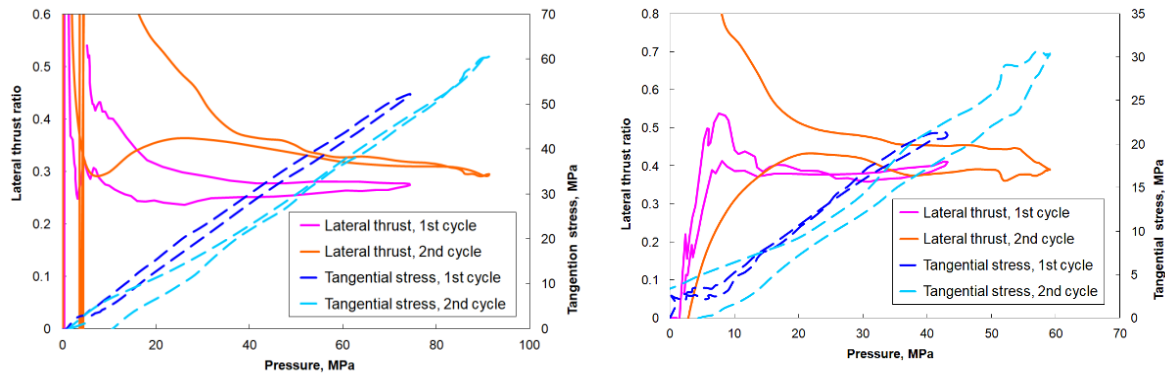 0.6
0.5
0.4
0.3
0.2
0.1
0
Lateral thrust ratio
70
60
50
40
30
20
10
0
Tangention stress, MPa
0 20 40 60 80 100
Pressure, MPa
Lateral thrust, 1st cycle
Lateral thrust, 2nd cycle
Tangential stress, 1st cycle
Tangential stress, 2nd cycle
0.8
0.7
0.6
0.5
0.4
0.3
0.2
0.1
0
Lateral thrust ratio
35
30
25
20
15
10
5
0
Tangential stress, MPa
0 10 20 30 40 50 60 70
Pressure, MPa
Lateral thrust, 1st cycle
Lateral thrust, 2nd cycle
Tangential stress, 1st cycle
Tangential stress, 2nd cycle